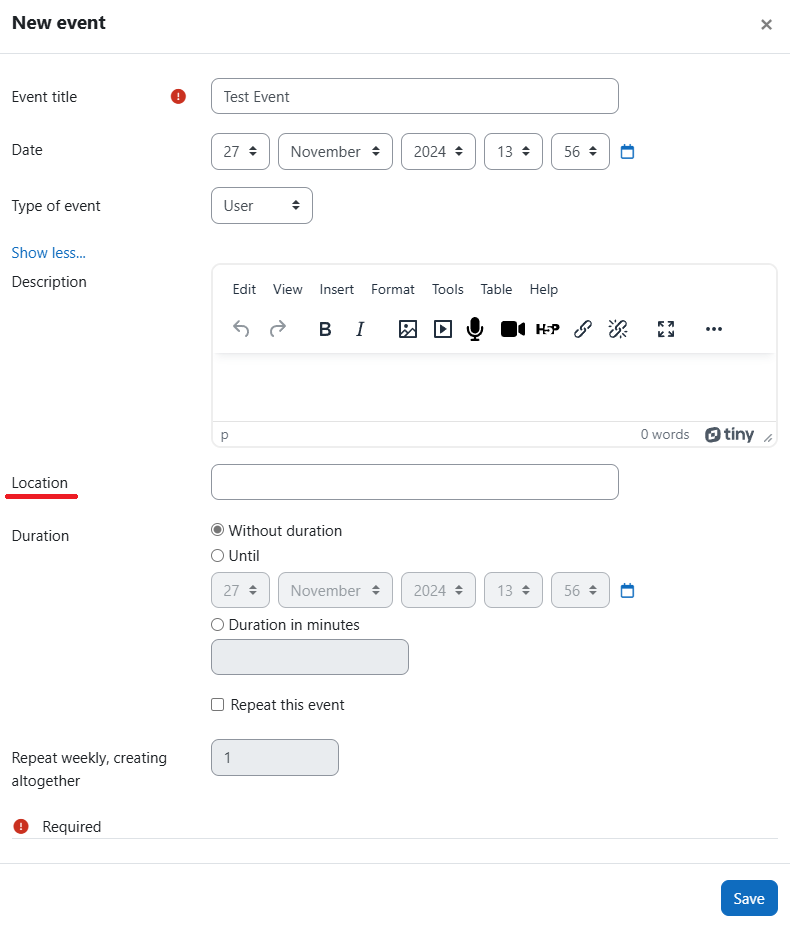 New event ×
Event title
Test Event
Date
27 November 2024 13 56
Type of event
User
Show less...
Description
Edit View Insert Format Tools Table Help
B I H5P ...
p 0 words tiny
Location
Duration
Without duration
Until
27 November 2024 13 56
Duration in minutes
Repeat this event
Repeat weekly, creating
altogether
1
Required
Save